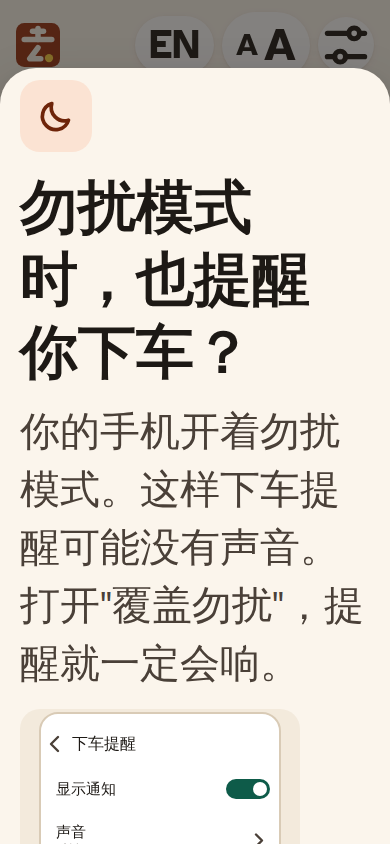 去
EN
A A
勿扰模式
时，也提醒
你下车？
你的手机开着勿扰
模式。这样下车提
醒可能没有声音。
打开"覆盖勿扰"，提
醒就一定会响。
下车提醒
显示通知
声音